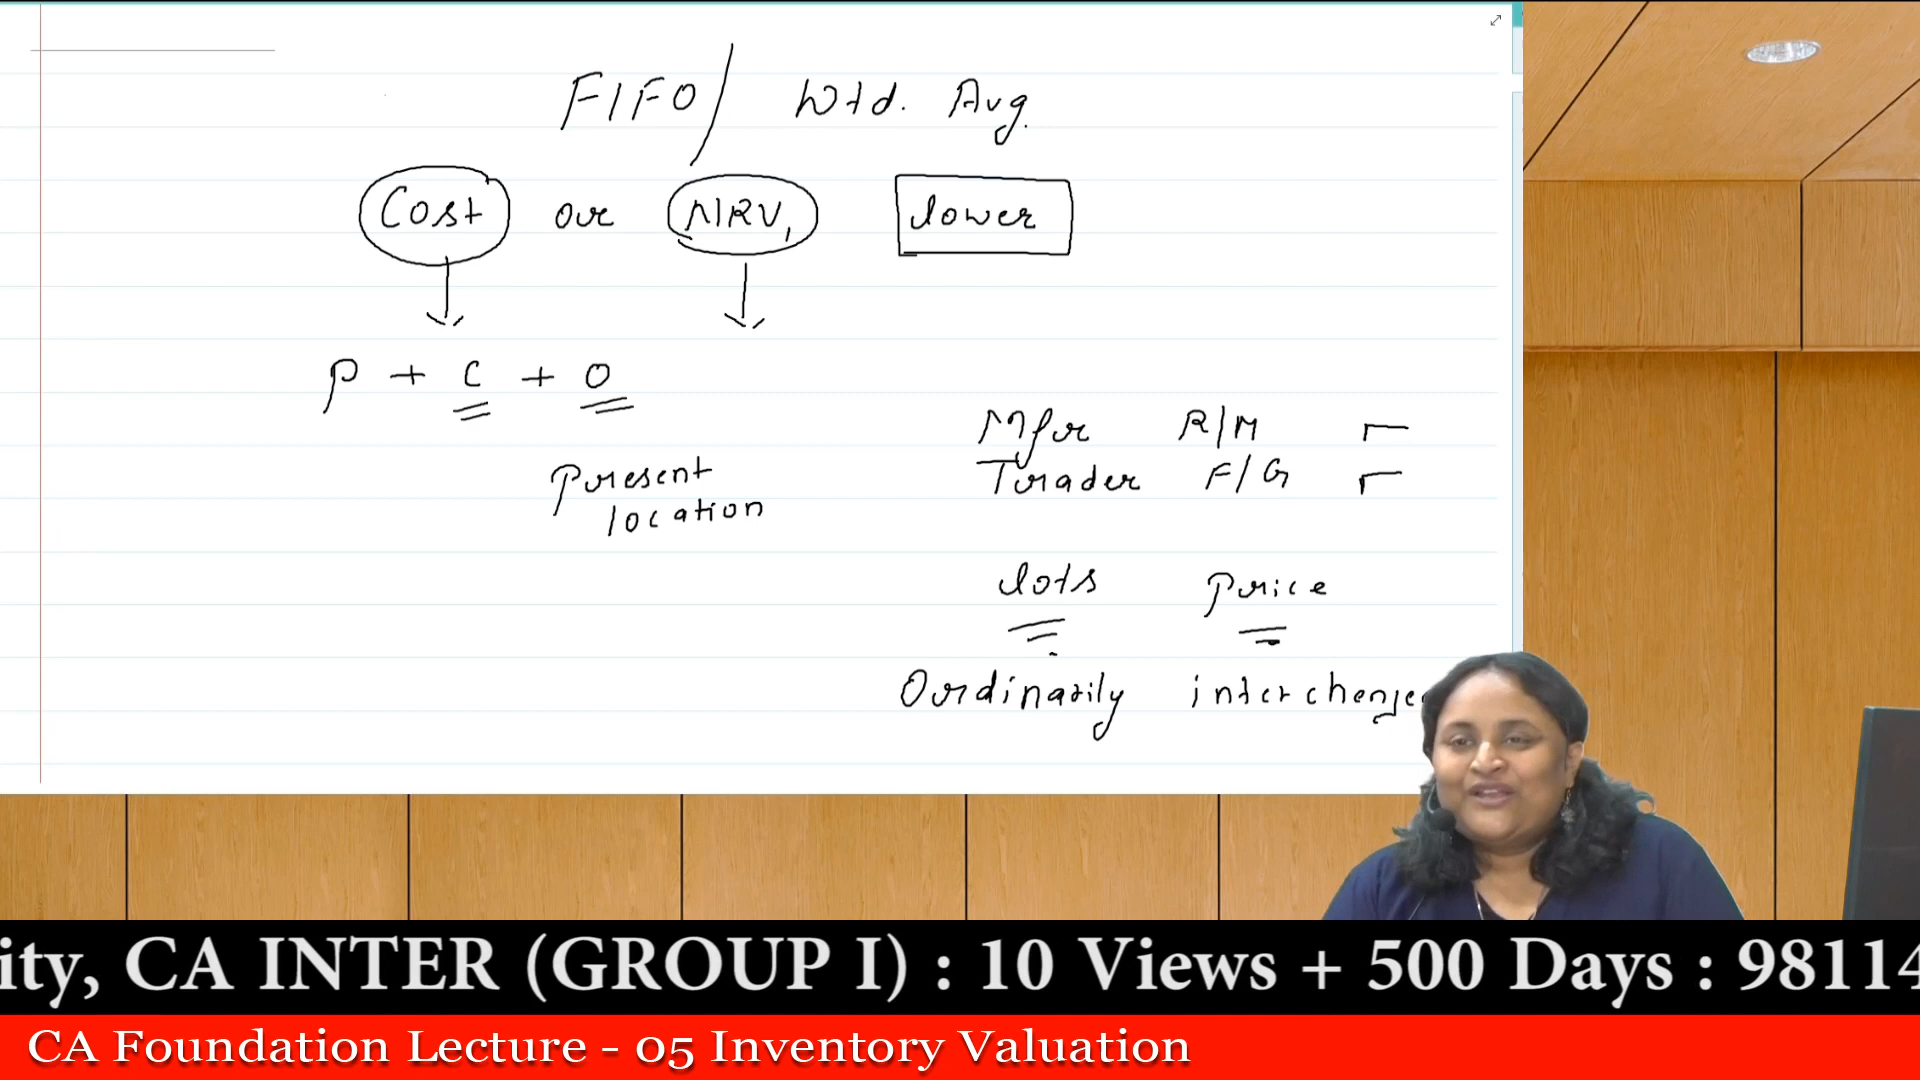 FIFO / Wtd. Avg.
Cost or NRV, lower
P + C + O
Present
location
Mfr R/M
Trader F/G
lots Price
Ordinarily
ity, CA INTER (GROUP I) : 10 Views + 500 Days : 98114
CA Foundation Lecture - 05 Inventory Valuation